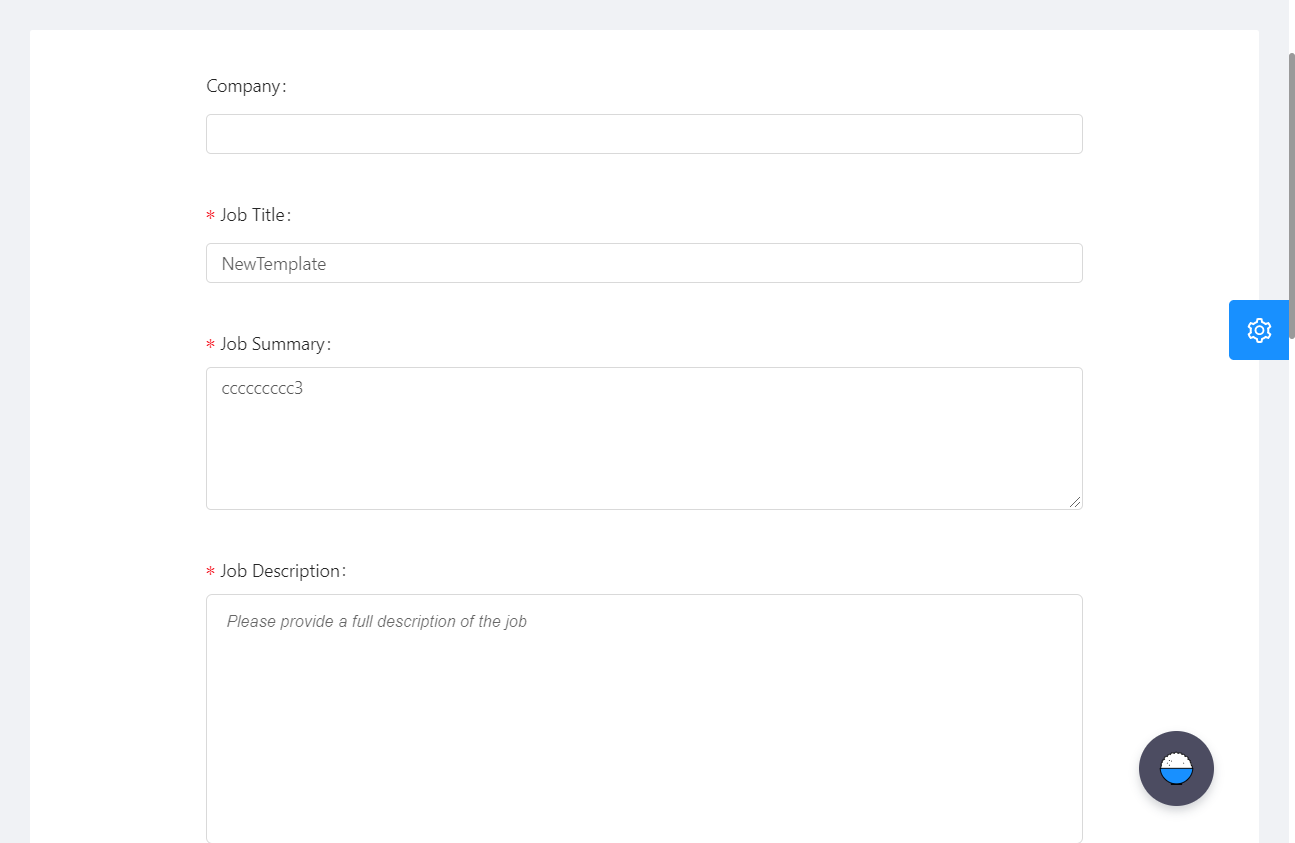 Company:
* Job Title:
NewTemplate
* Job Summary:
ccccccccc3
* Job Description:
Please provide a full description of the job